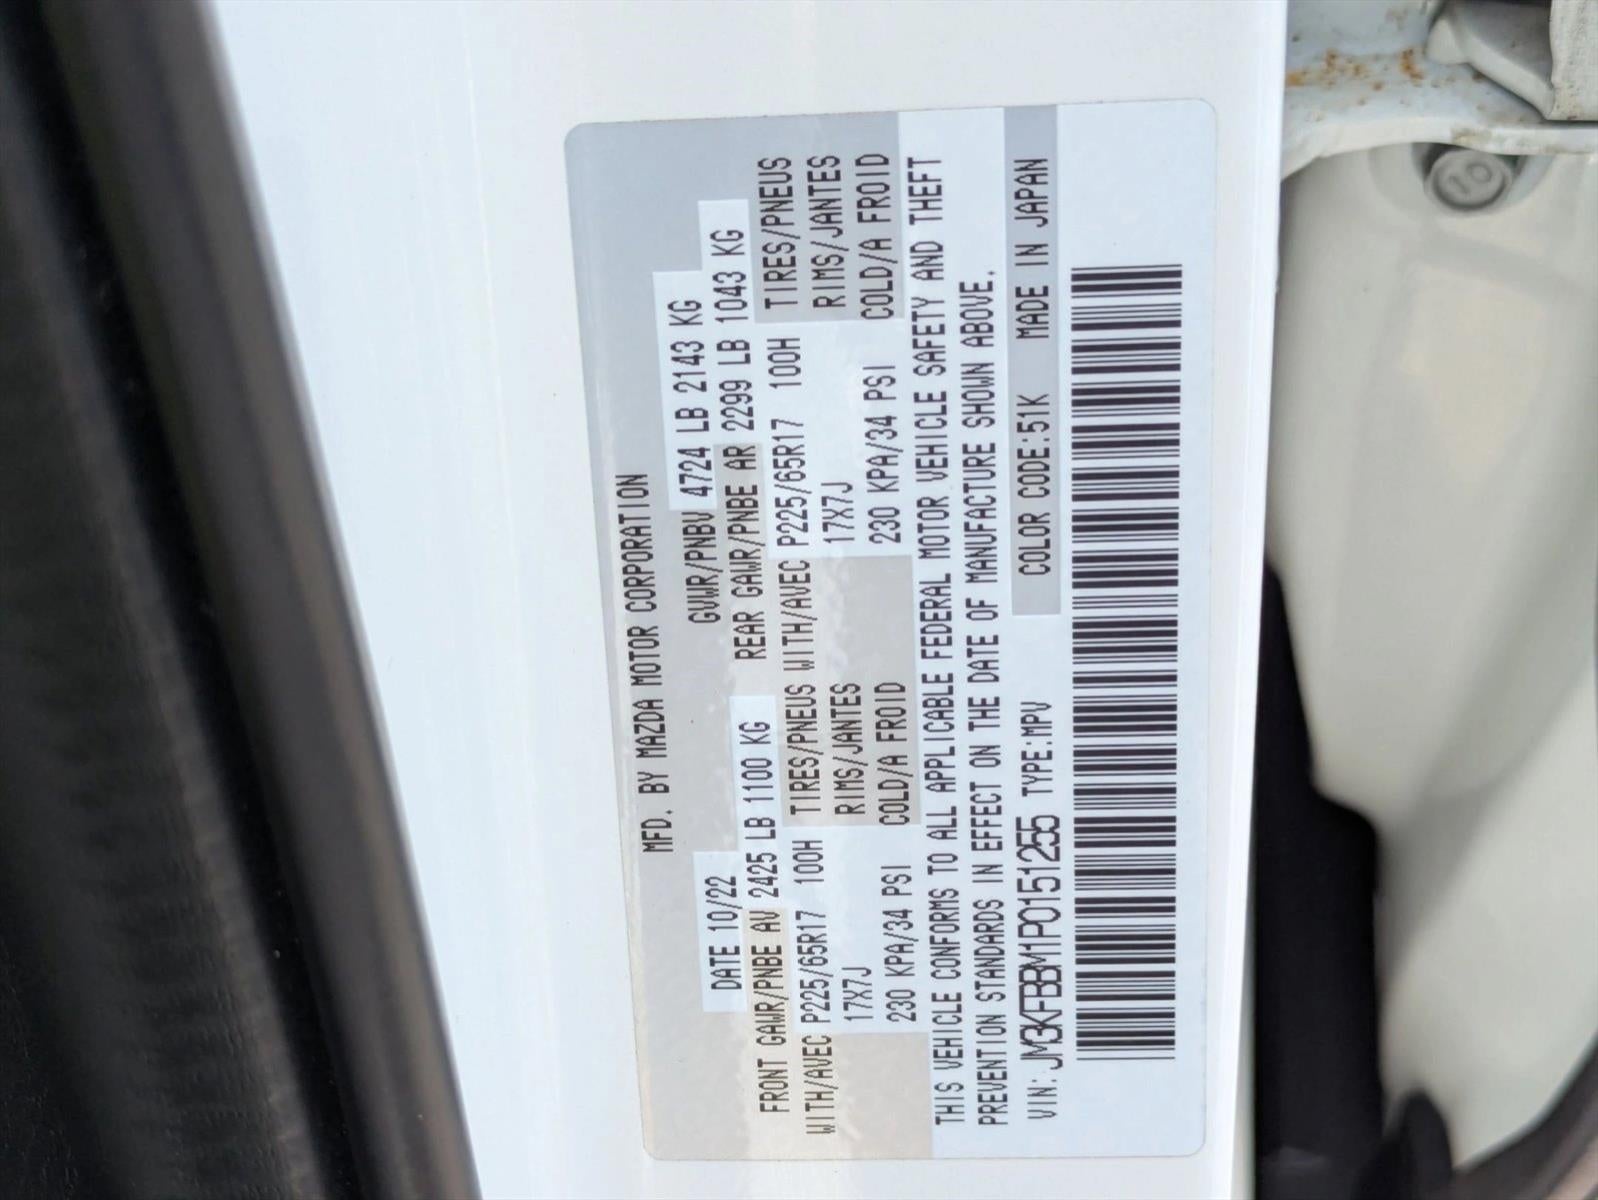 MFD. BY MAZDA MOTOR CORPORATION
DATE 10/22 GVWR/PNBV 4724 LB 2143 KG
FRONT GAWR/PNBE AV 2425 LB 1100 KG REAR GAWR/PNBE AR 2299 LB 1043 KG
WITH/AVEC P225/65R17 100H TIRES/PNEUS WITH/AVEC P225/65R17 100H TIRES/PNEUS
17X7J RIMS/JANTES 17X7J RIMS/JANTES
230 KPA/34 PSI COLD/A FROID 230 KPA/34 PSI COLD/A FROID
THIS VEHICLE CONFORMS TO ALL APPLICABLE FEDERAL MOTOR VEHICLE SAFETY AND THEFT
PREVENTION STANDARDS IN EFFECT ON THE DATE OF MANUFACTURE SHOWN ABOVE.
VIN: JM3KFBBM1P0151255 TYPE:MPV COLOR CODE:51K MADE IN JAPAN
10